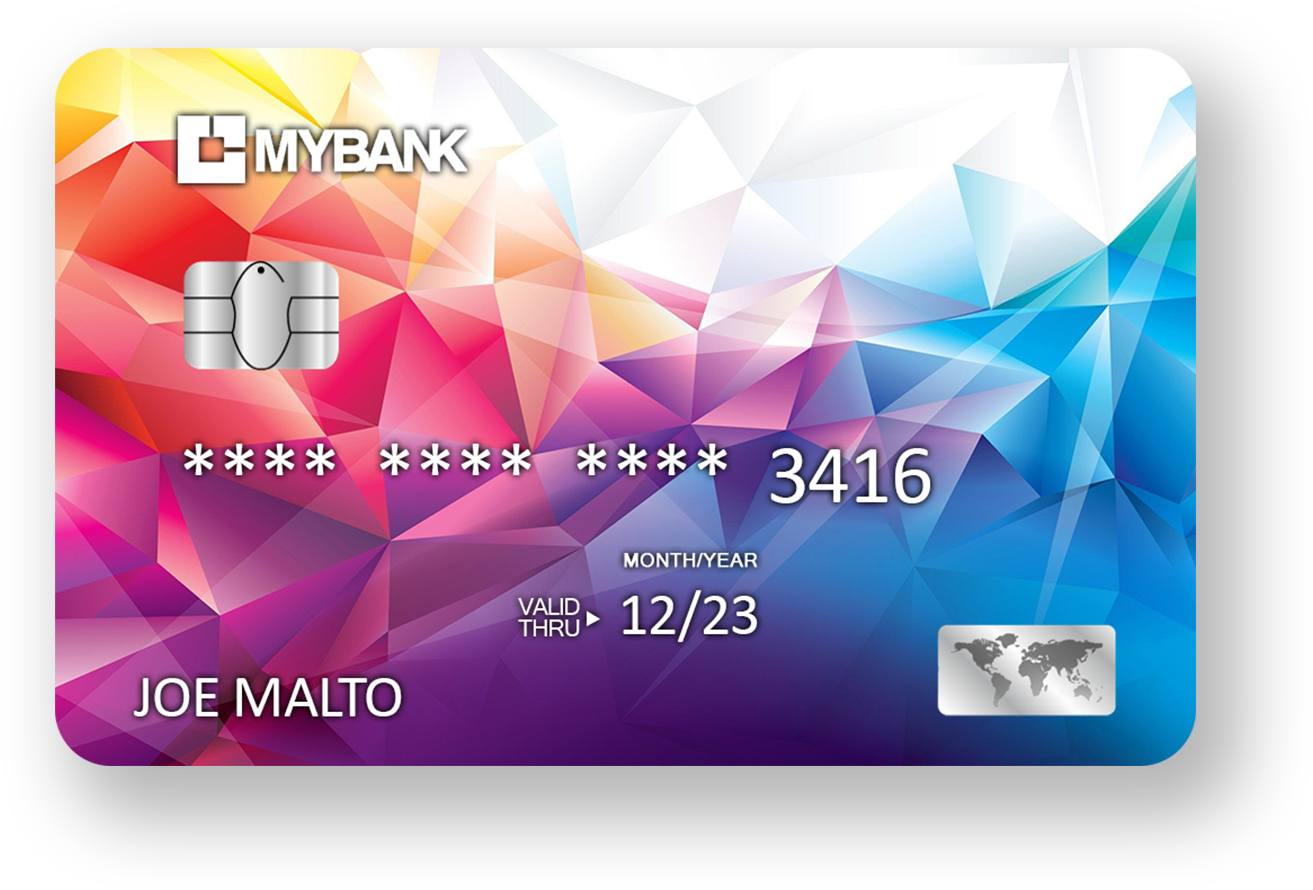 MYBANK
**** **** **** 3416
MONTH/YEAR
VALID
THRU
12/23
JOE MALTO